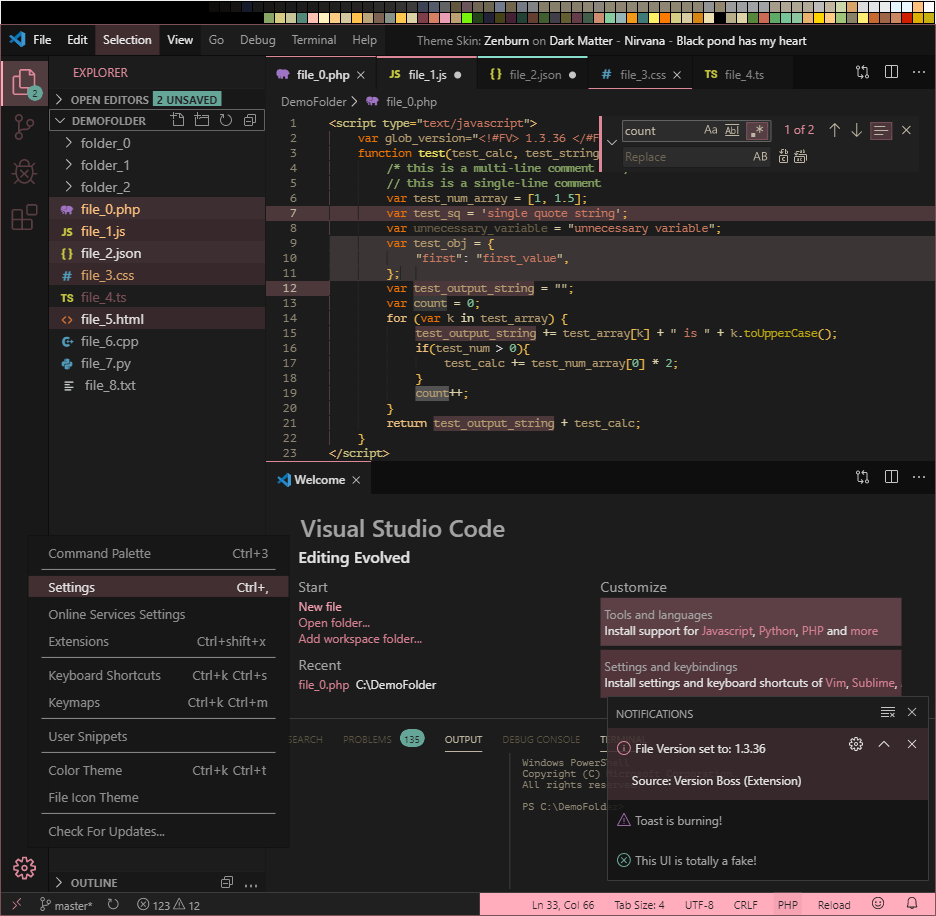 File Edit Selection View Go Debug Terminal Help Theme Skin: Zenburn on Dark Matter - Nirvana - Black pond has my heart
EXPLORER
2
OPEN EDITORS 2 UNSAVED
DEMOFOLDER
folder_0
folder_1
folder_2
file_0.php
JS file_1.js
{} file_2.json
# file_3.css
TS file_4.ts
<> file_5.html
file_6.cpp
file_7.py
file_8.txt
file_0.php JS file_1.js {} file_2.json # file_3.css TS file_4.ts
DemoFolder > file_0.php
count Aa Abl .* 1 of 2
Replace AB
1 <script type="text/javascript">
2 var glob_version="<!#FV> 1.3.36 </#F
3 function test(test_calc, test_string
4 /* this is a multi-line comment
5 // this is a single-line comment
6 var test_num_array = [1, 1.5];
7 var test_sq = 'single quote string';
8 var unnecessary_variable = "unnecessary variable";
9 var test_obj = {
10 "first": "first_value",
11 };
12 var test_output_string = "";
13 var count = 0;
14 for (var k in test_array) {
15 test_output_string += test_array[k] + " is " + k.toUpperCase();
16 if(test_num > 0){
17 test_calc += test_num_array[0] * 2;
18 }
19 count++;
20 }
21 return test_output_string + test_calc;
22 }
23 </script>
Welcome
Visual Studio Code
Editing Evolved
Start
New file
Open folder...
Add workspace folder...
Recent
file_0.php C:\DemoFolder
Customize
Tools and languages
Install support for Javascript, Python, PHP and more
Settings and keybindings
Install settings and keyboard shortcuts of Vim, Sublime,
Command Palette Ctrl+3
Settings Ctrl+,
Online Services Settings
Extensions Ctrl+shift+x
Keyboard Shortcuts Ctrl+k Ctrl+s
Keymaps Ctrl+k Ctrl+m
User Snippets
Color Theme Ctrl+k Ctrl+t
File Icon Theme
Check For Updates...
SEARCH PROBLEMS 135 OUTPUT DEBUG CONSOLE TERMINAL
Windows PowerShell
Copyright (C)
All rights reserved
PS C:\DemoFolder>
NOTIFICATIONS
File Version set to: 1.3.36
Source: Version Boss (Extension)
Toast is burning!
This UI is totally a fake!
OUTLINE
master* 123 12 Ln 33, Col 66 Tab Size: 4 UTF-8 CRLF PHP Reload